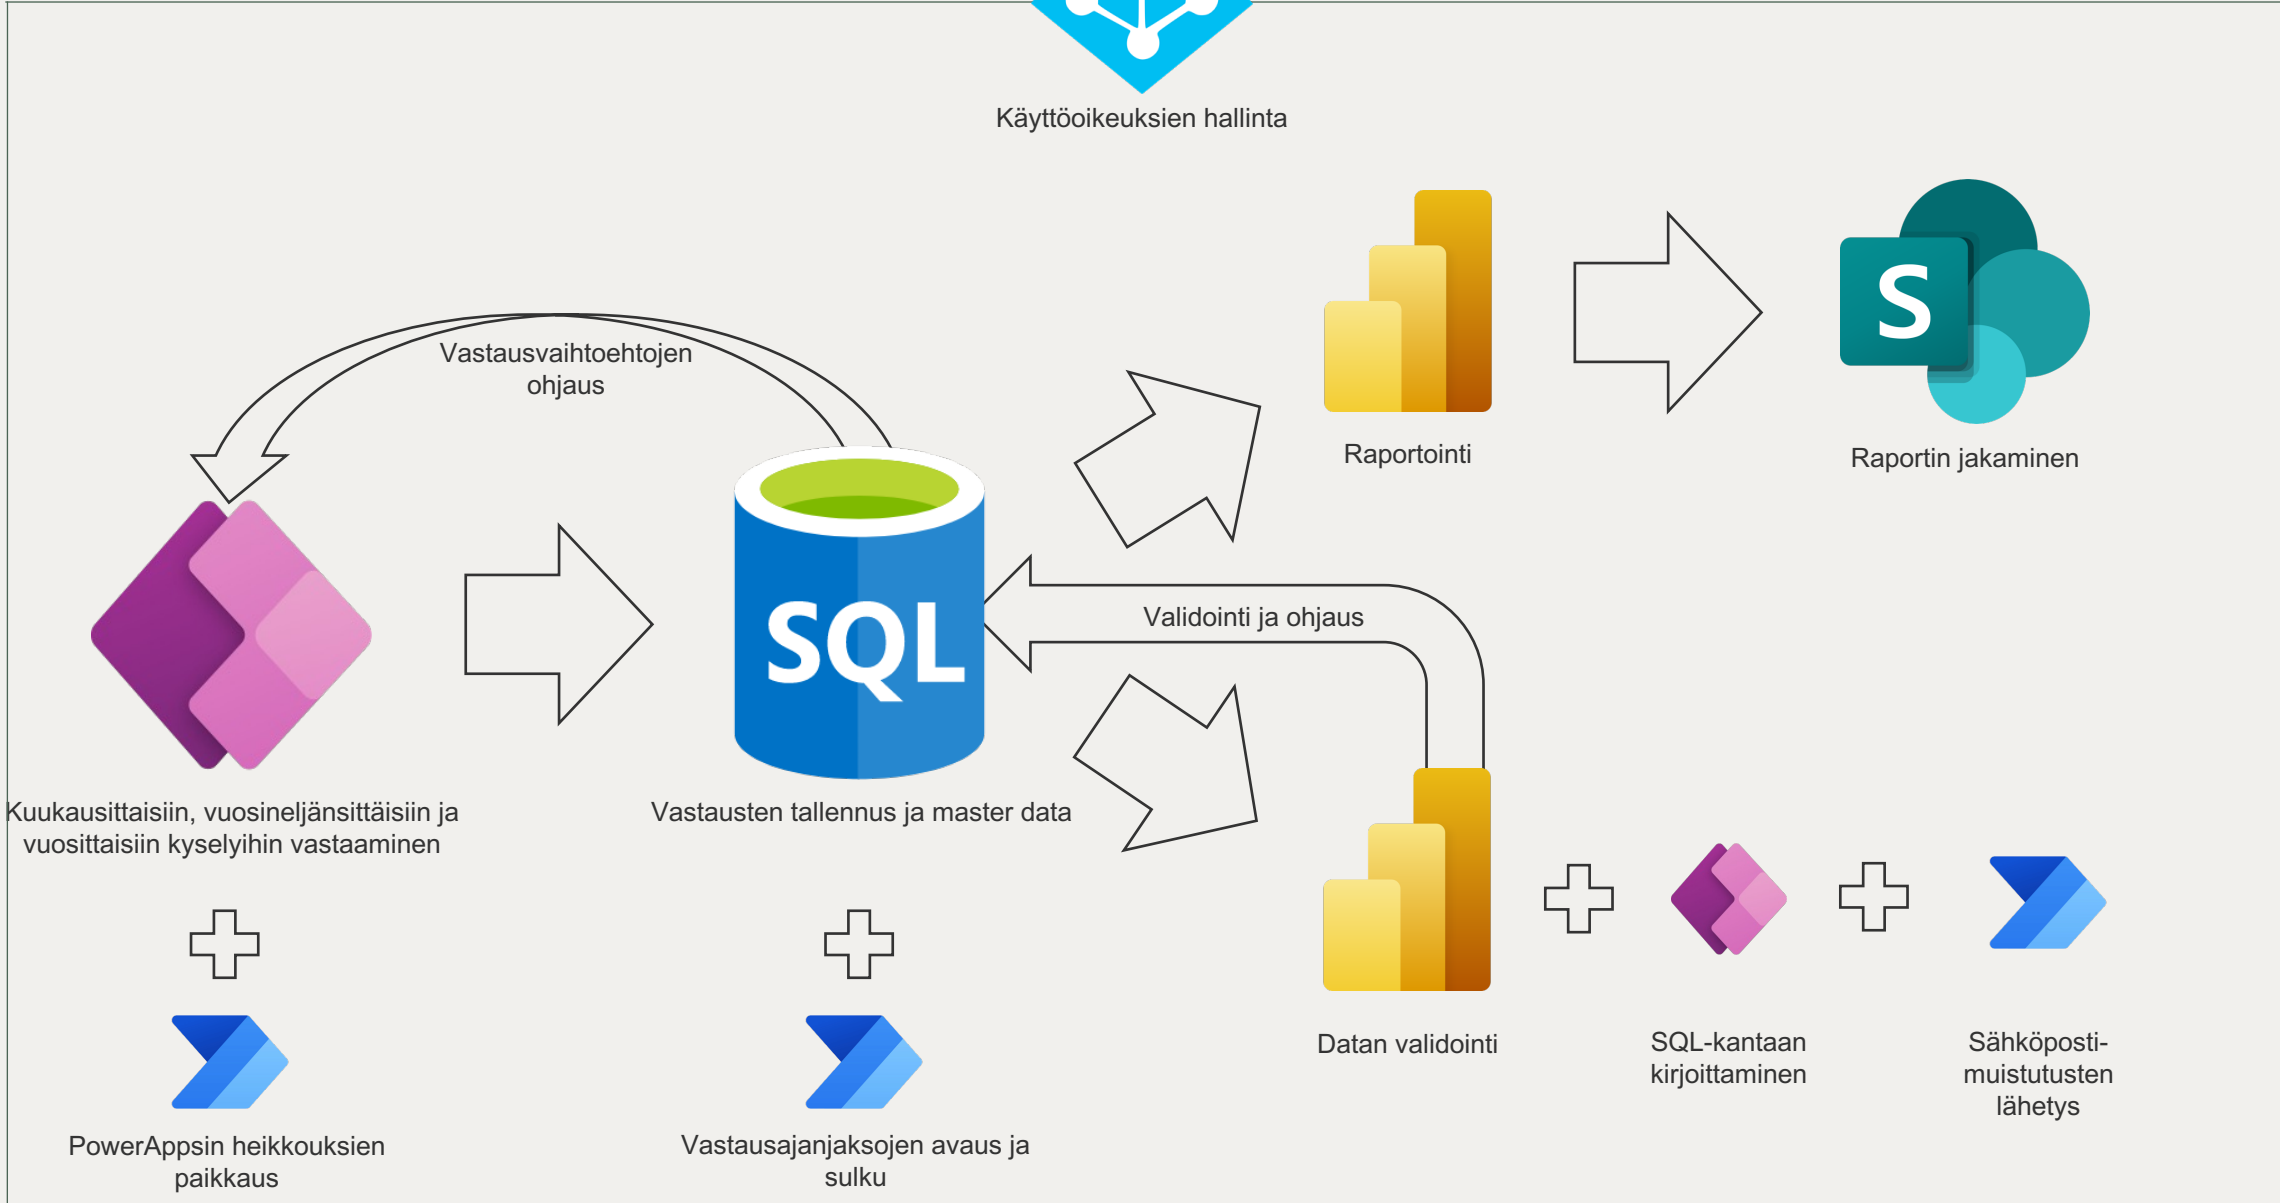 Käyttöoikeuksien hallinta
Vastausvaihtoehtojen
ohjaus
S
Raportointi
Raportin jakaminen
SQL
Validointi ja ohjaus
Kuukausittaisiin, vuosineljänsittäisiin ja
vuosittaisiin kyselyihin vastaaminen
Vastausten tallennus ja master data
Datan validointi
SQL-kantaan
kirjoittaminen
Sähköposti-
muistutusten
lähetys
PowerAppsin heikkouksien
paikkaus
Vastausajanjaksojen avaus ja
sulku